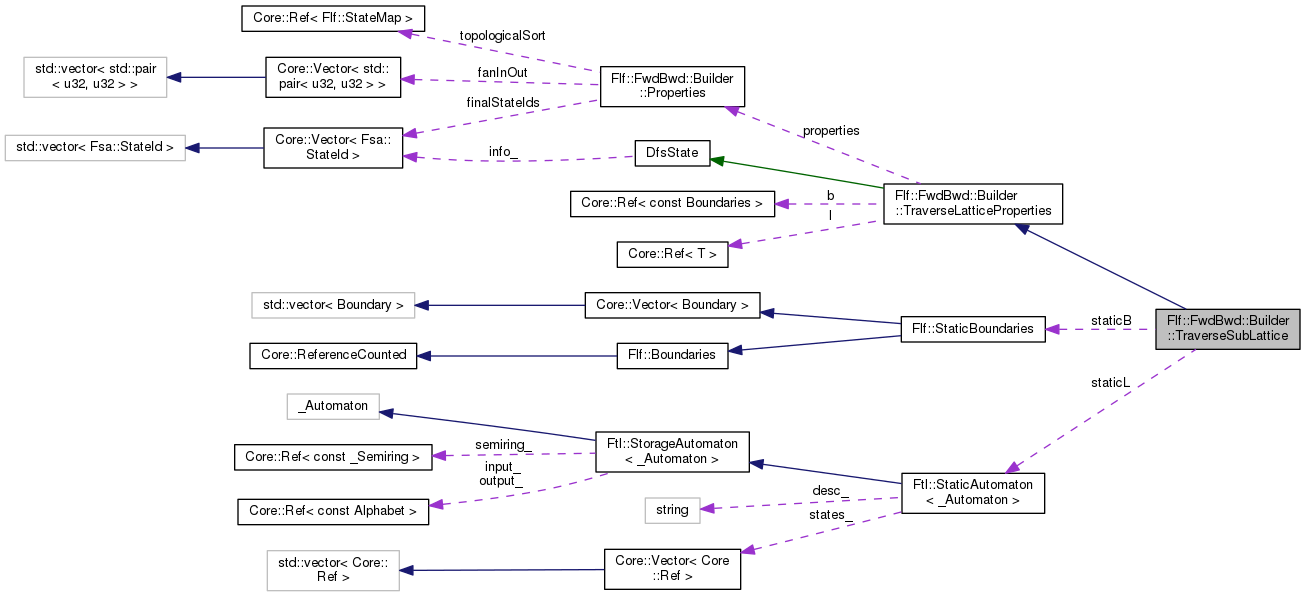 Core::Ref< Flf::StateMap >
topologicalSort
std::vector< std::pair
< u32, u32 > >
Core::Vector< std::
pair< u32, u32 > >
fanInOut
Flf::FwdBwd::Builder
::Properties
finalStateIds
properties
std::vector< Fsa::StateId >
Core::Vector< Fsa::
StateId >
info_
DfsState
Core::Ref< const Boundaries >
b
l
Flf::FwdBwd::Builder
::TraverseLatticeProperties
Core::Ref< T >
std::vector< Boundary >
Core::Vector< Boundary >
Flf::StaticBoundaries
staticB
Flf::FwdBwd::Builder
::TraverseSubLattice
Core::ReferenceCounted
Flf::Boundaries
staticL
_Automaton
Core::Ref< const _Semiring >
semiring_
Ftl::StorageAutomaton
< _Automaton >
input_
output_
Core::Ref< const Alphabet >
string
desc_
states_
Ftl::StaticAutomaton
< _Automaton >
std::vector< Core::
Ref >
Core::Vector< Core
::Ref >